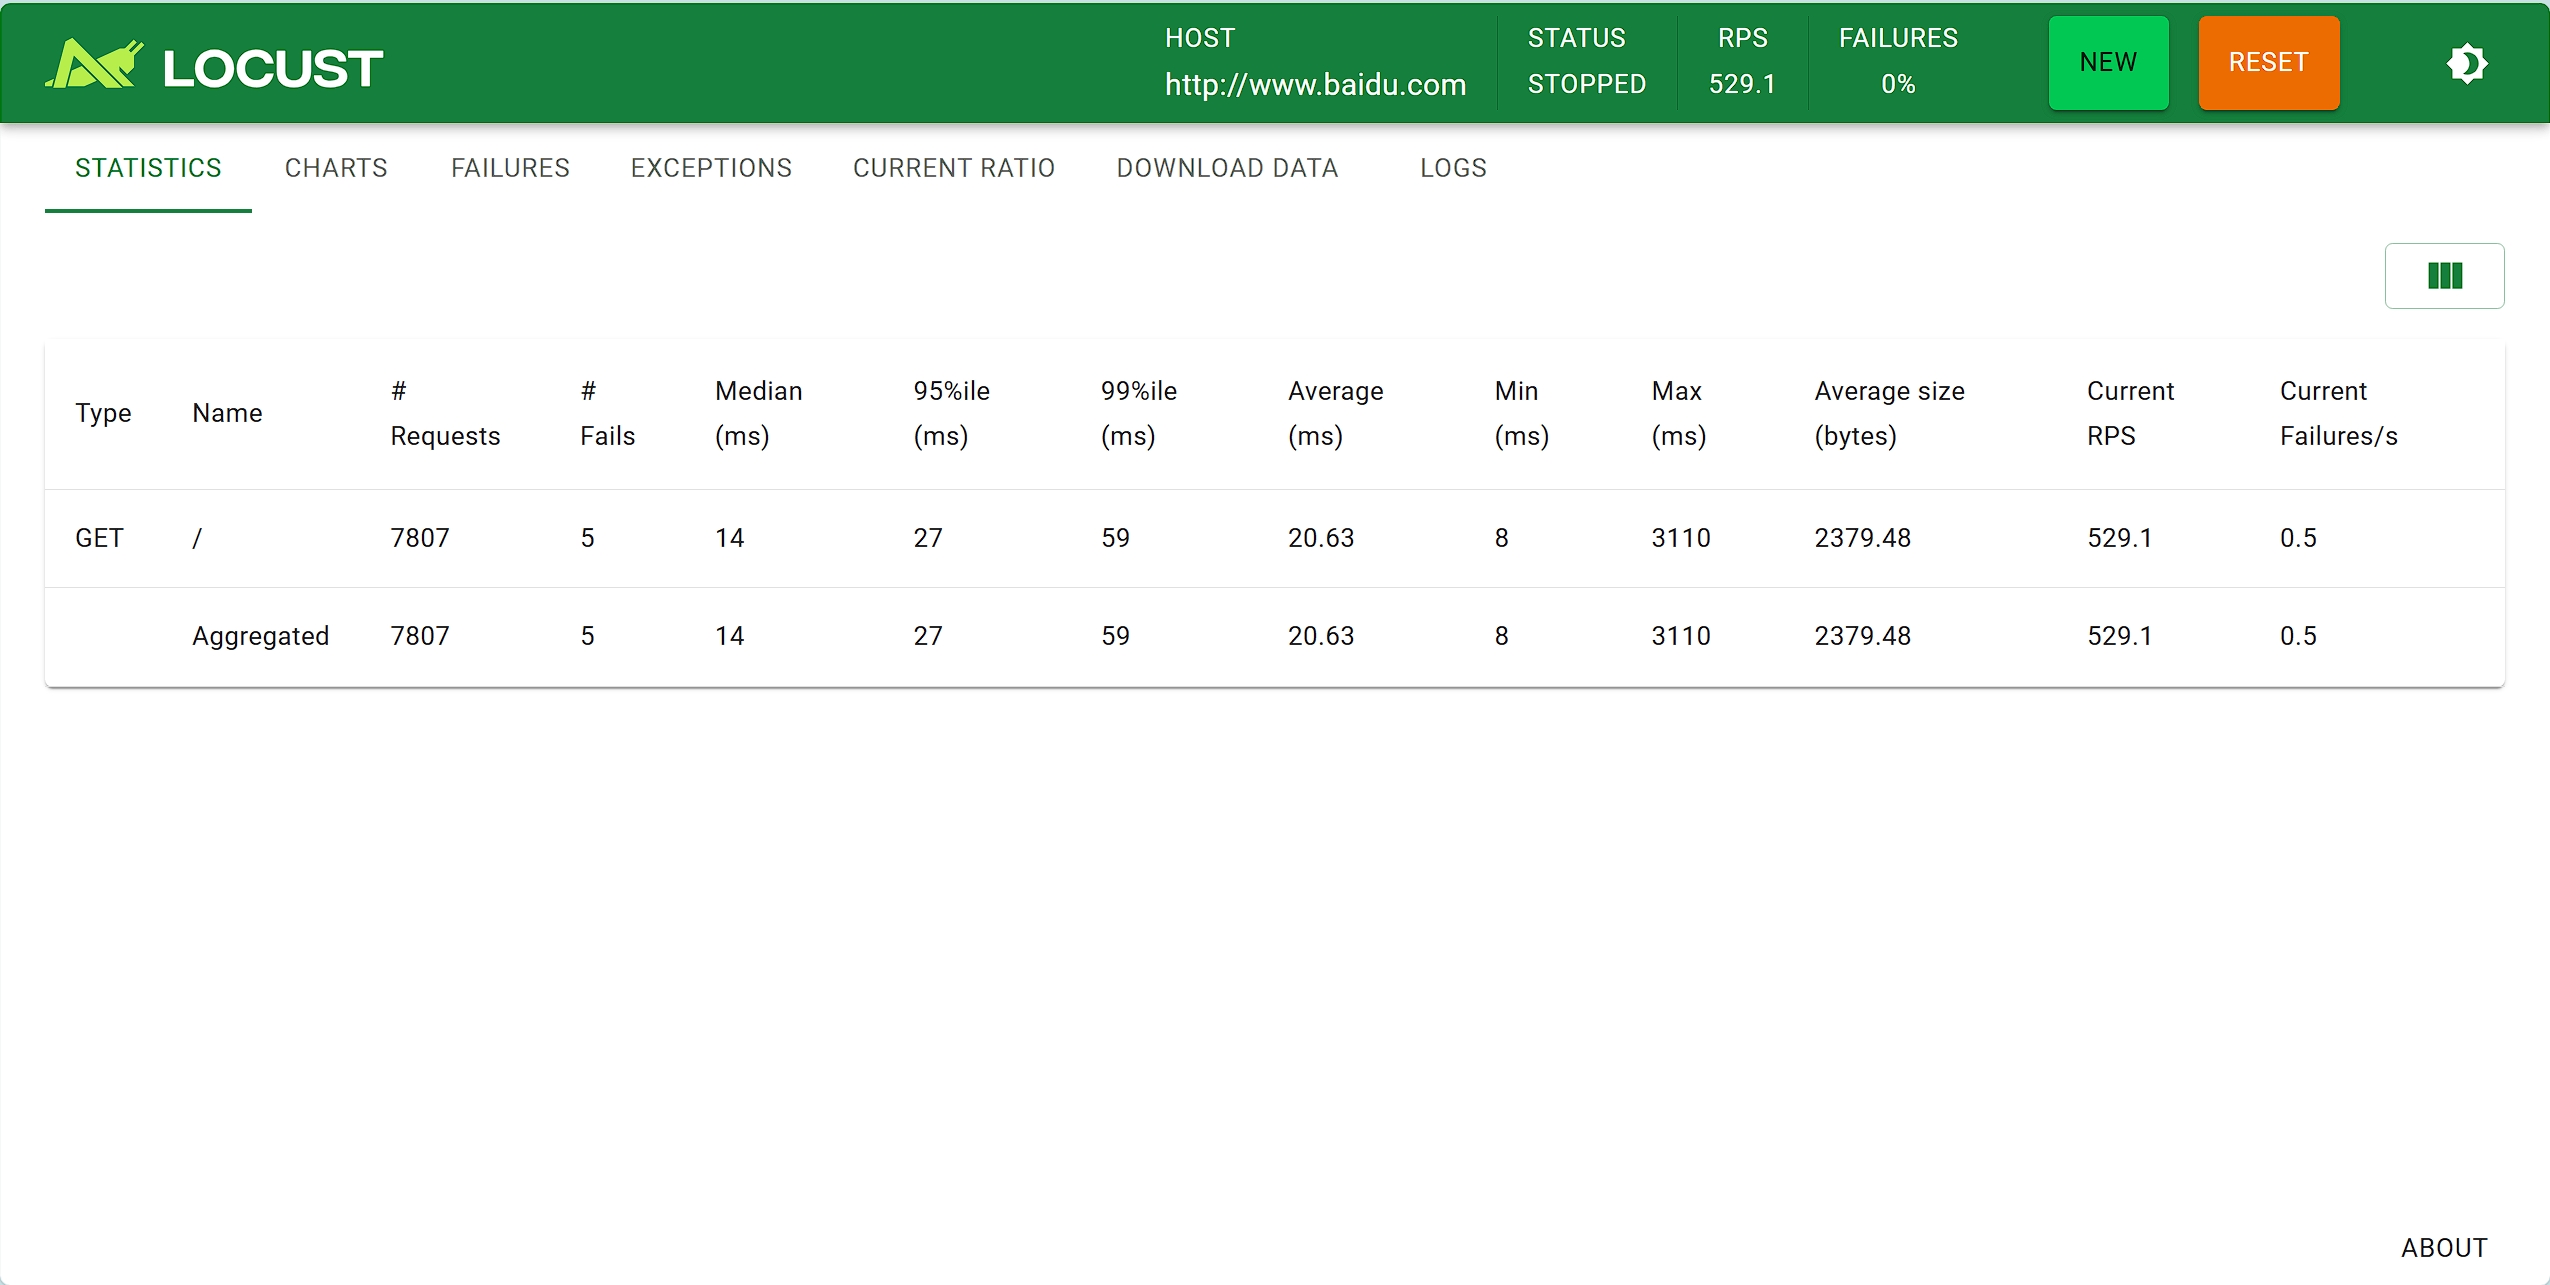 LOCUST
HOST
http://www.baidu.com
STATUS
STOPPED
RPS
529.1
FAILURES
0%
NEW
RESET
STATISTICS CHARTS FAILURES EXCEPTIONS CURRENT RATIO DOWNLOAD DATA LOGS
Type Name # Requests # Fails Median (ms) 95%ile (ms) 99%ile (ms) Average (ms) Min (ms) Max (ms) Average size (bytes) Current RPS Current Failures/s
GET / 7807 5 14 27 59 20.63 8 3110 2379.48 529.1 0.5
Aggregated 7807 5 14 27 59 20.63 8 3110 2379.48 529.1 0.5
ABOUT